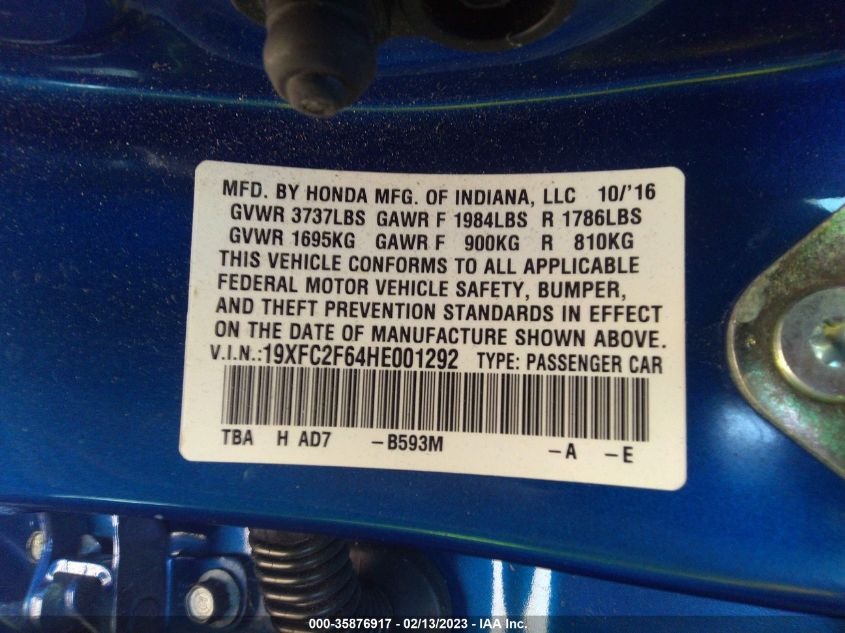 MFD. BY HONDA MFG. OF INDIANA, LLC 10/'16
GVWR 3737LBS GAWR F 1984LBS R 1786LBS
GVWR 1695KG GAWR F 900KG R 810KG
THIS VEHICLE CONFORMS TO ALL APPLICABLE
FEDERAL MOTOR VEHICLE SAFETY, BUMPER,
AND THEFT PREVENTION STANDARDS IN EFFECT
ON THE DATE OF MANUFACTURE SHOWN ABOVE.
V.I.N.:19XFC2F64HE001292 TYPE: PASSENGER CAR
TBA H AD7 -B593M -A -E
000-35876917 - 02/13/2023 - IAA Inc.